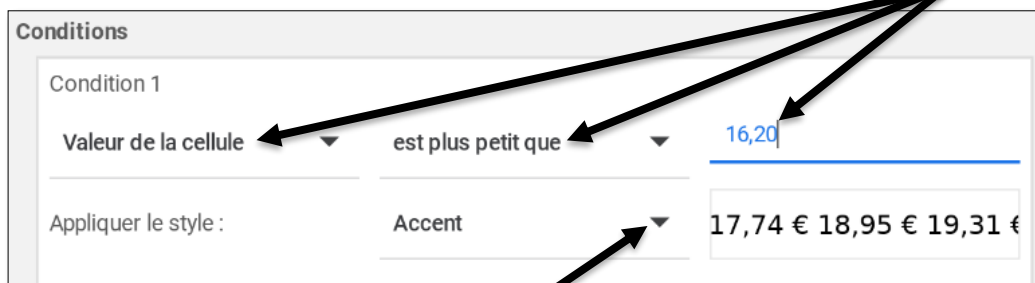 Conditions
Condition 1
Valeur de la cellule est plus petit que 16,20
Appliquer le style : Accent 17,74 € 18,95 € 19,31 €